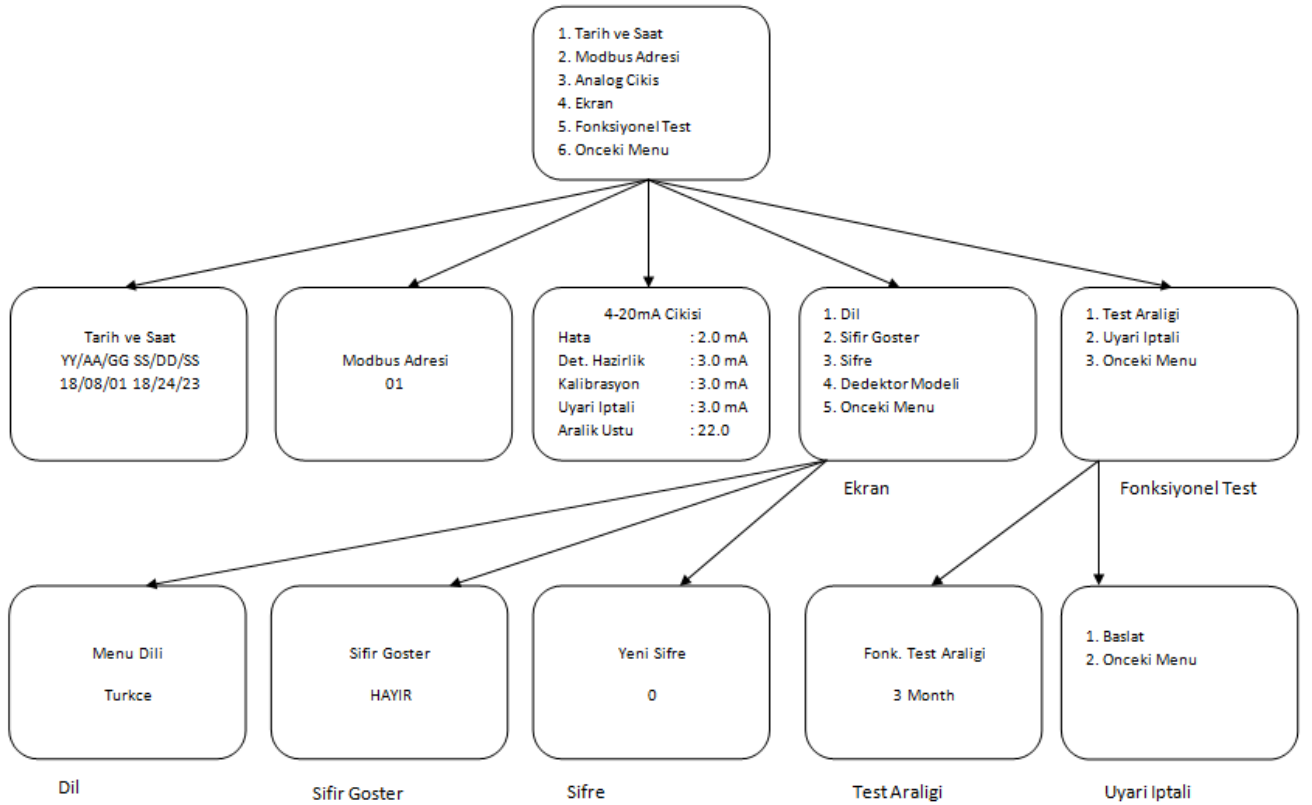 1. Tarih ve Saat
2. Modbus Adresi
3. Analog Cikis
4. Ekran
5. Fonksiyonel Test
6. Onceki Menu
Tarih ve Saat
YY/AA/GG SS/DD/SS
18/08/01 18/24/23
Modbus Adresi
01
4-20mA Cikisi
Hata : 2.0 mA
Det. Hazirlik : 3.0 mA
Kalibrasyon : 3.0 mA
Uyari Iptali : 3.0 mA
Aralik Ustu : 22.0
1. Dil
2. Sifir Goster
3. Sifre
4. Dedektor Modeli
5. Onceki Menu
1. Test Araligi
2. Uyari Iptali
3. Onceki Menu
Ekran
Fonksiyonel Test
Menu Dili
Turkce
Sifir Goster
HAYIR
Yeni Sifre
0
Fonk. Test Araligi
3 Month
1. Baslat
2. Onceki Menu
Dil
Sifir Goster
Sifre
Test Araligi
Uyari Iptali